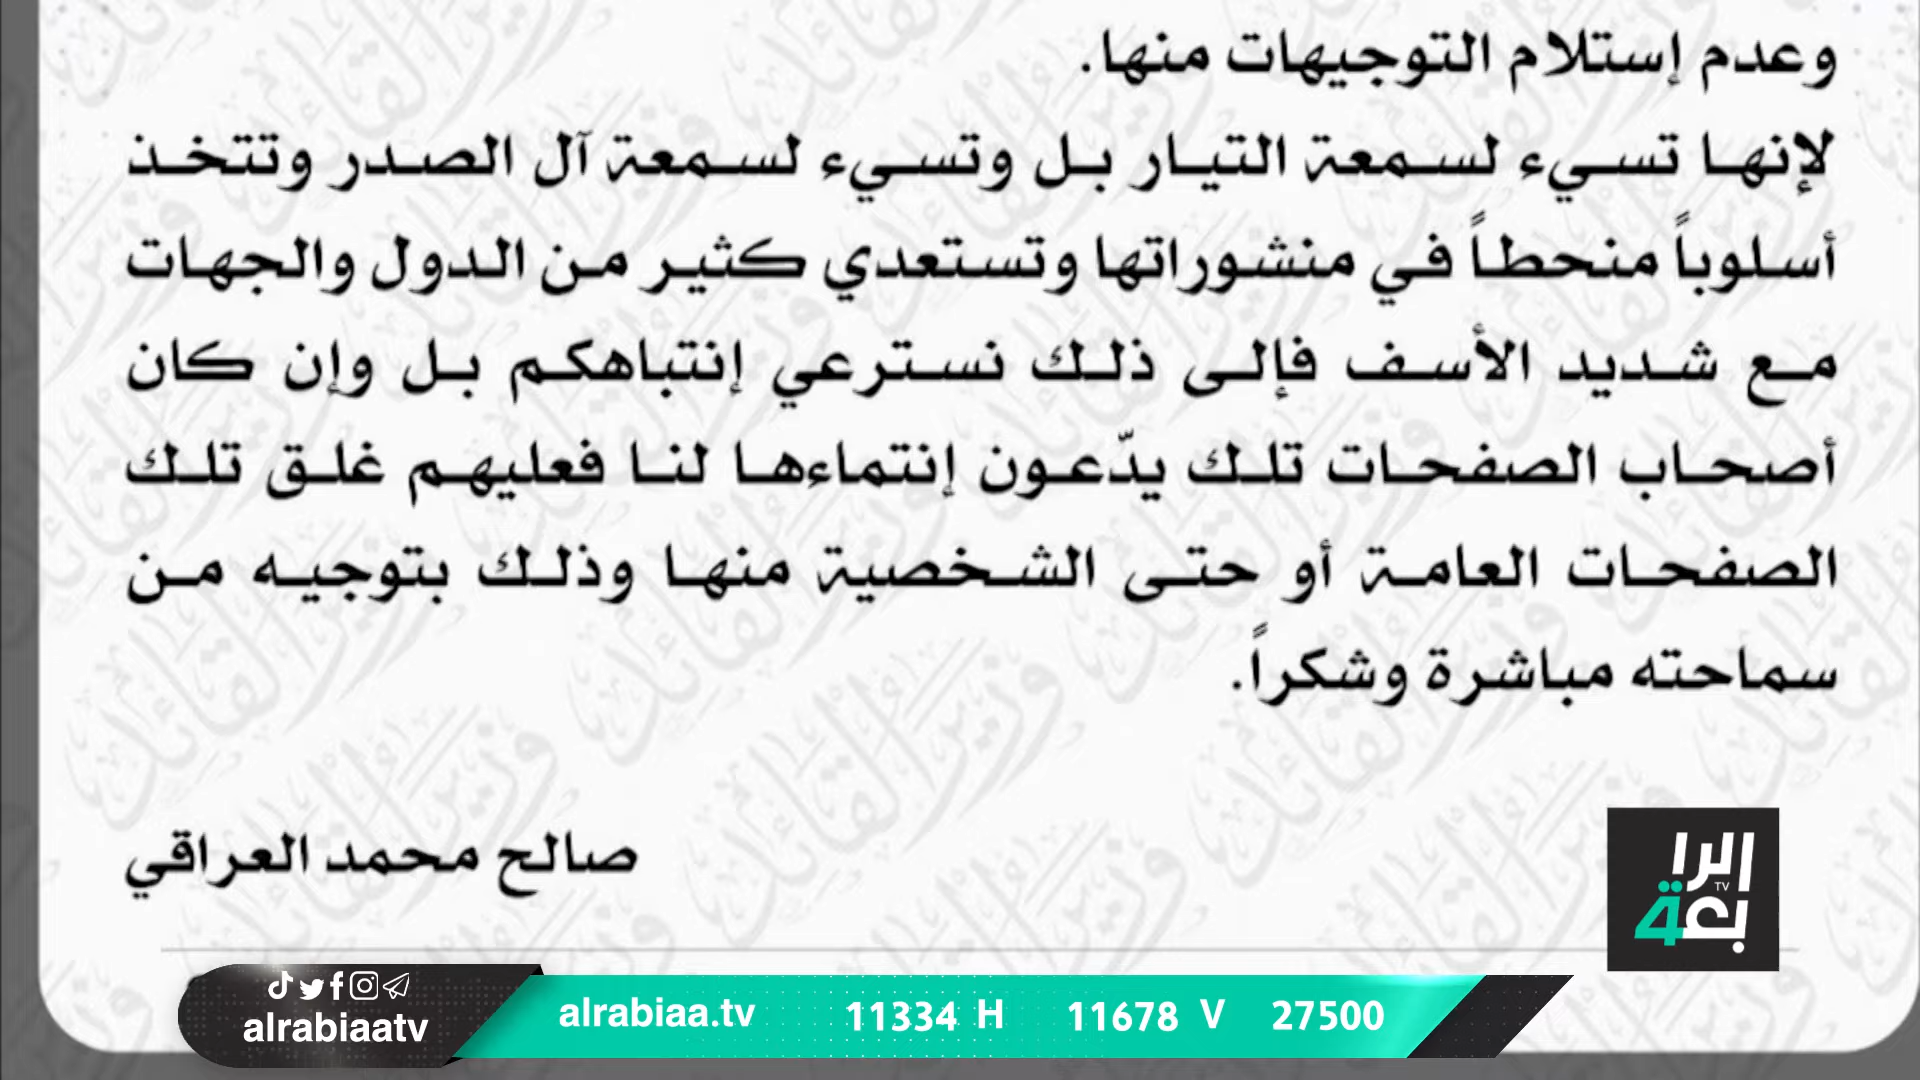 وعدم إستلام التوجيهات منها.
لإنها تسيء لسمعة التيار بل وتسيء لسمعة آل الصدر وتتخذ
أسلوباً منحطاً في منشوراتها وتستعدي كثير من الدول والجهات
مع شديد الأسف فإلى ذلك نسترعي إنتباهكم بل وإن كان
أصحاب الصفحات تلك يدّعون إنتماءها لنا فعليهم غلق تلك
الصفحات العامة أو حتى الشخصية منها وذلك بتوجيه من
سماحته مباشرة وشكراً.
صالح محمد العراقي
الرا
TV
بعة 4
alrabiaatv
alrabiaa.tv 11334 H 11678 V 27500